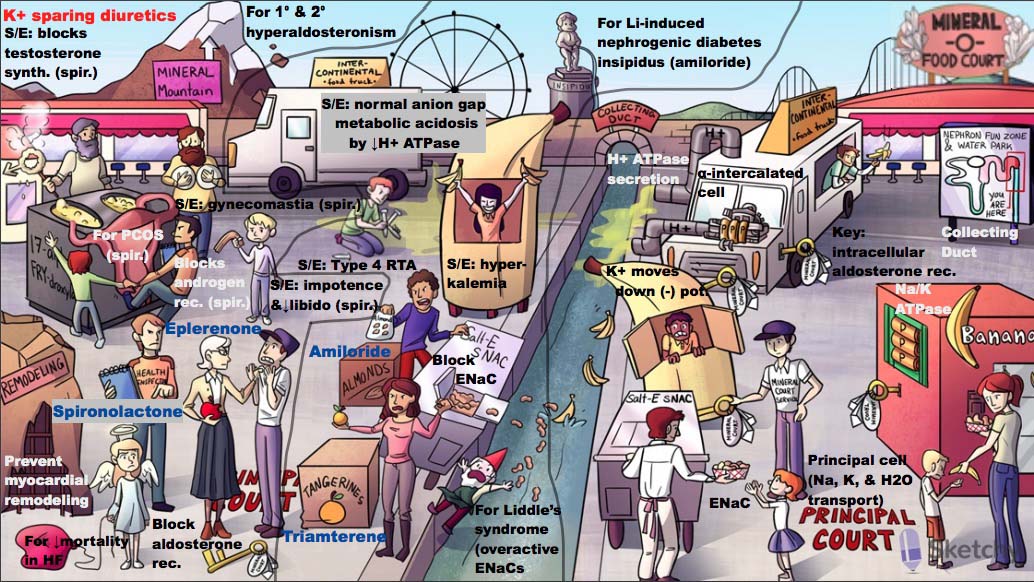 K+ sparing diuretics
S/E: blocks
testosterone
synth. (spir.)
For 1° & 2°
hyperaldosteronism
For Li-induced
nephrogenic diabetes
insipidus (amiloride)
MINERAL
-O-
FOOD COURT
MINERAL
Mountain
INTER-
CONTINENTAL
food truck
S/E: normal anion gap
metabolic acidosis
by ↓H+ ATPase
INSIPIDUS
COLLECTING
DUCT
H+
INTER-
CONTINENTAL
food truck
NEPHRON FUN ZONE
& WATER PARK
YOU
ARE
HERE
H+ ATPase
secretion
α-intercalated
cell
H+
H+
S/E: gynecomastia (spir.)
For PCOS
(spir.)
17-α
FRY-droxyla
Blocks
androgen
rec. (spir.)
S/E: Type 4 RTA
S/E: impotence
&↓libido (spir.)
S/E: hyper-
kalemia
K+ moves
down (-) pot.
Key:
intracellular
aldosterone rec.
Collecting
Duct
Na/K
ATPase
Banana
Eplerenone
Amiloride
ALMONDS
Salt-E
SNAC
Block
ENaC
REMODELING
HEALTH
INSPECTOR
Spironolactone
MINERAL
COURT
SERVICE
Salt-E SNAC
Prevent
myocardial
remodeling
PRINCIPAL
COURT
TANGERINES
Triamterene
For ↓mortality
in HF
Block
aldosterone
rec.
For Liddle's
syndrome
(overactive
ENaCs
ENaC
Principal cell
(Na, K, & H2O
transport)
PRINCIPAL
COURT
Sketchy